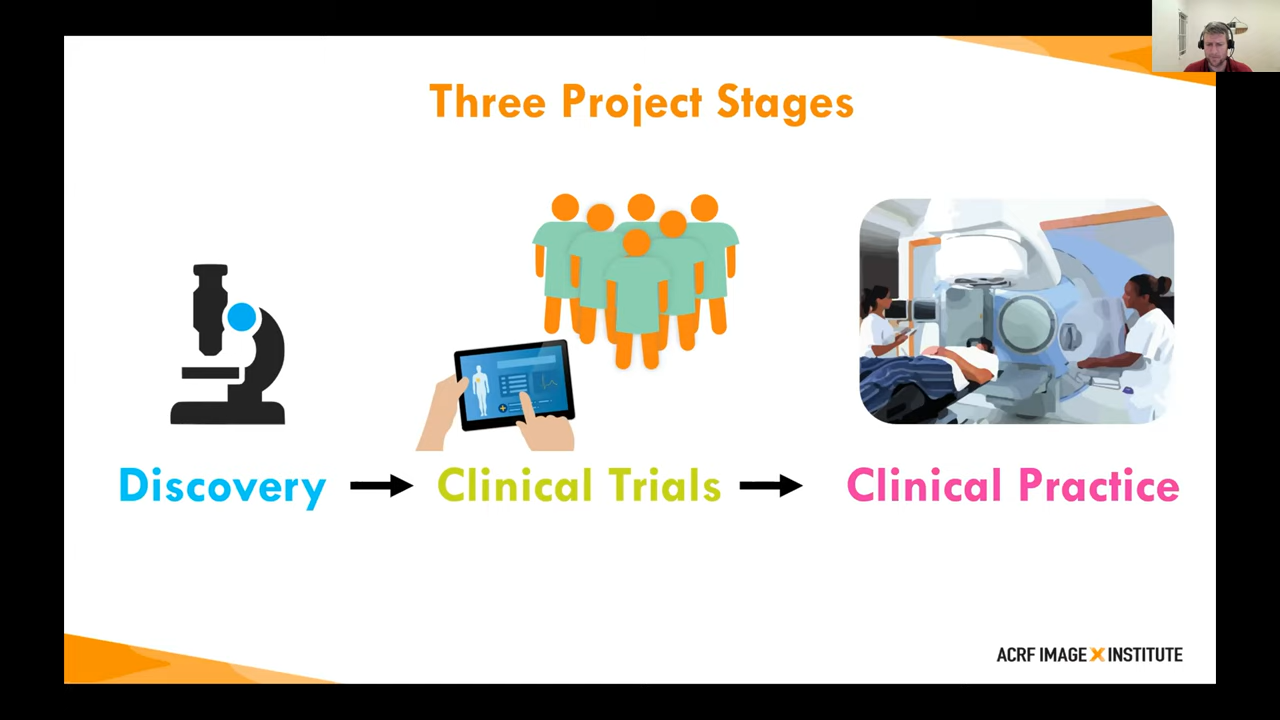 Three Project Stages
Discovery → Clinical Trials → Clinical Practice
ACRF IMAGE X INSTITUTE